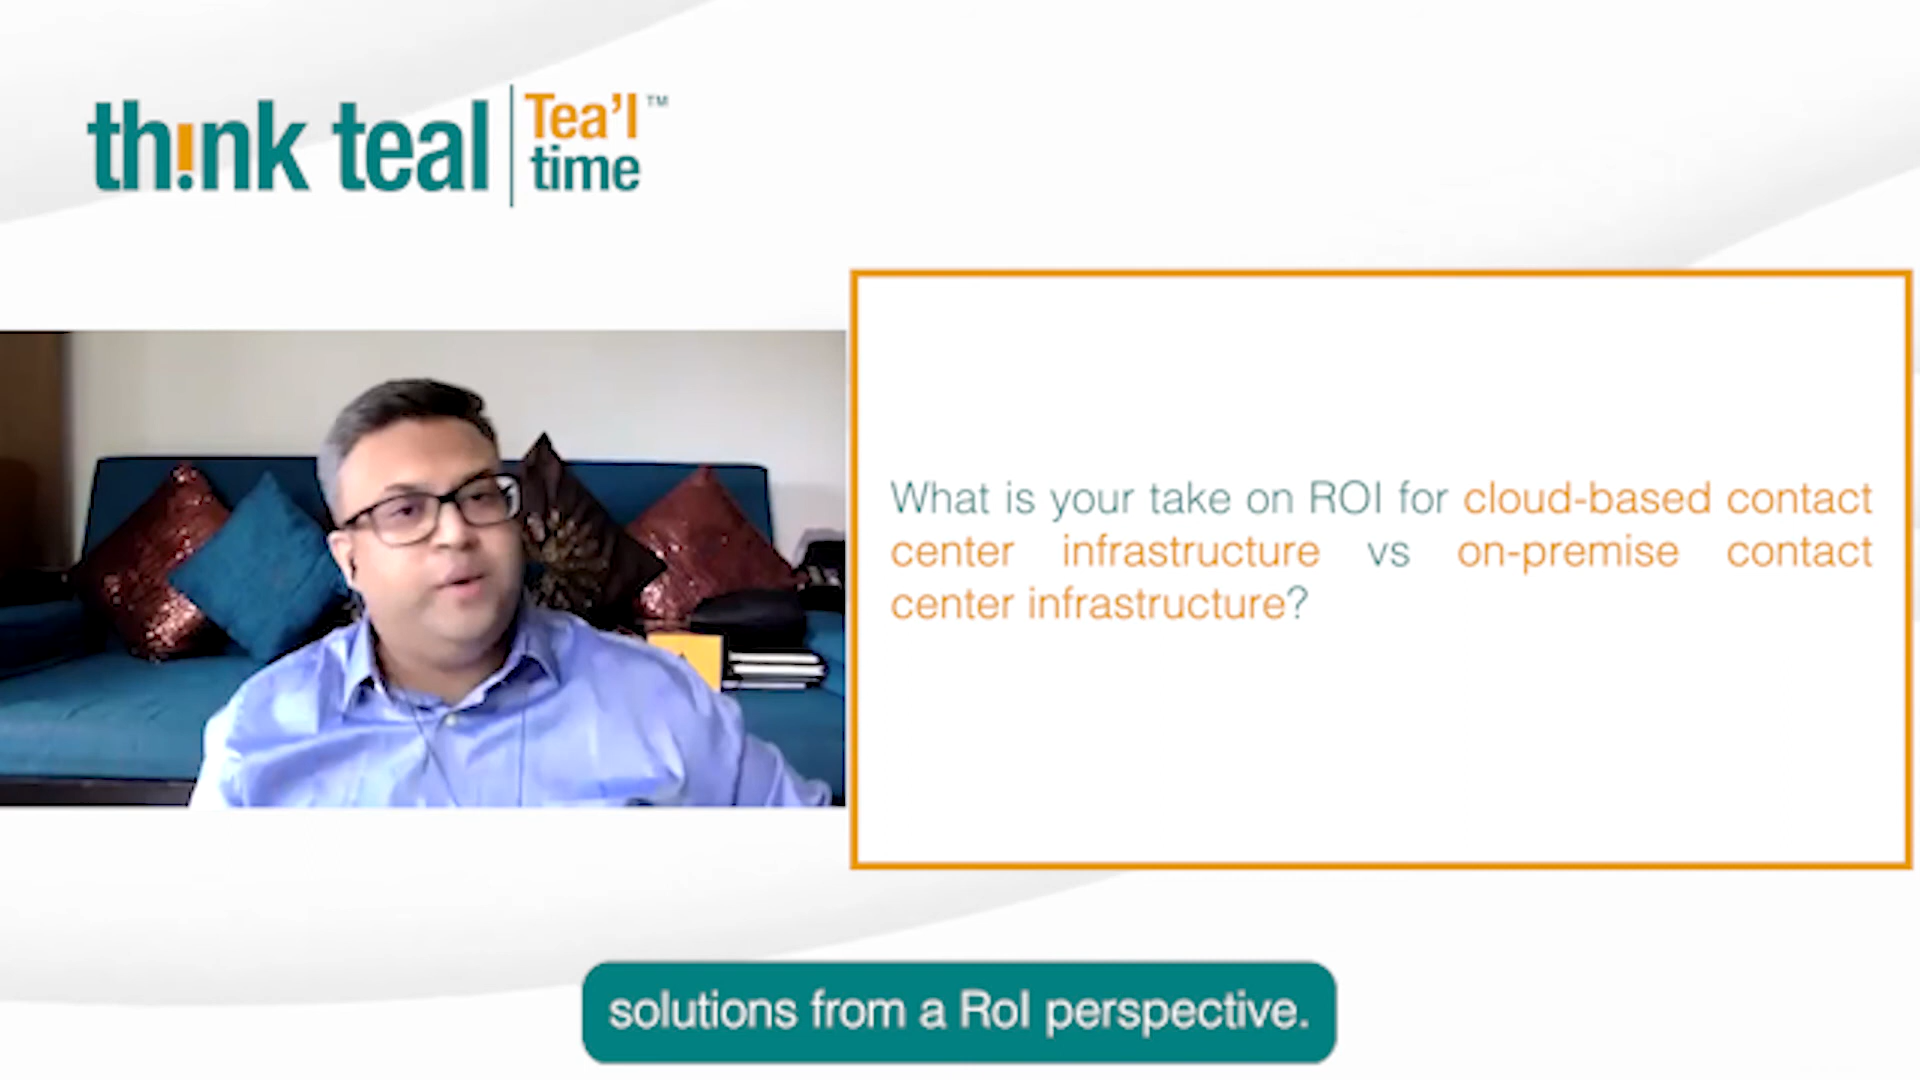 th!nk teal
Tea'l™
time
What is your take on ROI for cloud-based contact
center infrastructure vs on-premise contact
center infrastructure?
solutions from a RoI perspective.